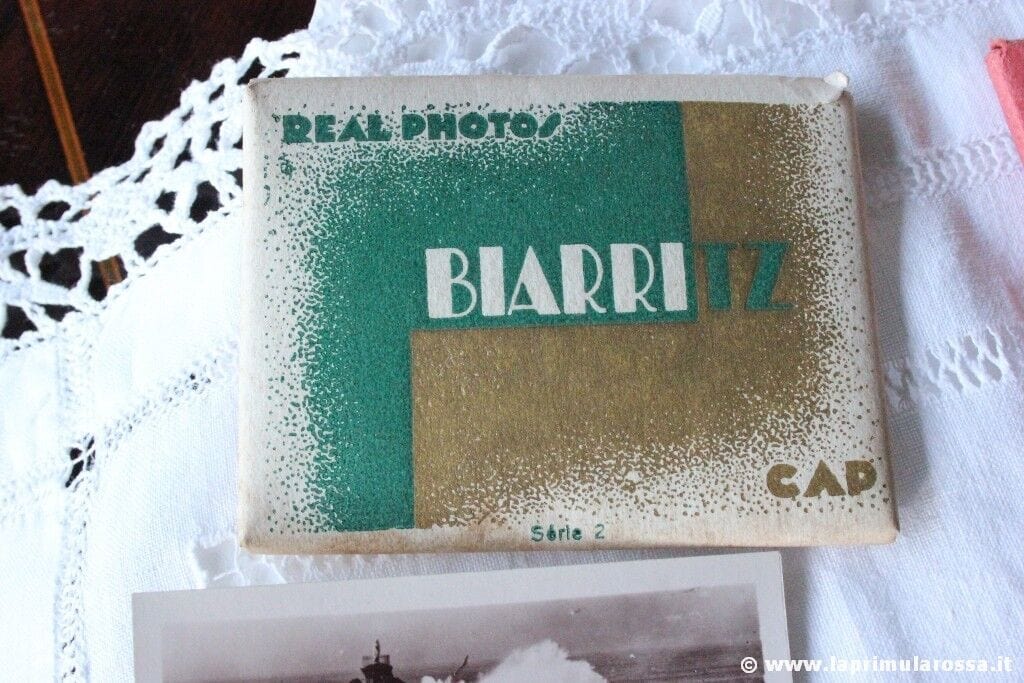 REAL PHOTOS
BIARRITZ
CAP
Série 2
© www.laprimularossa.it